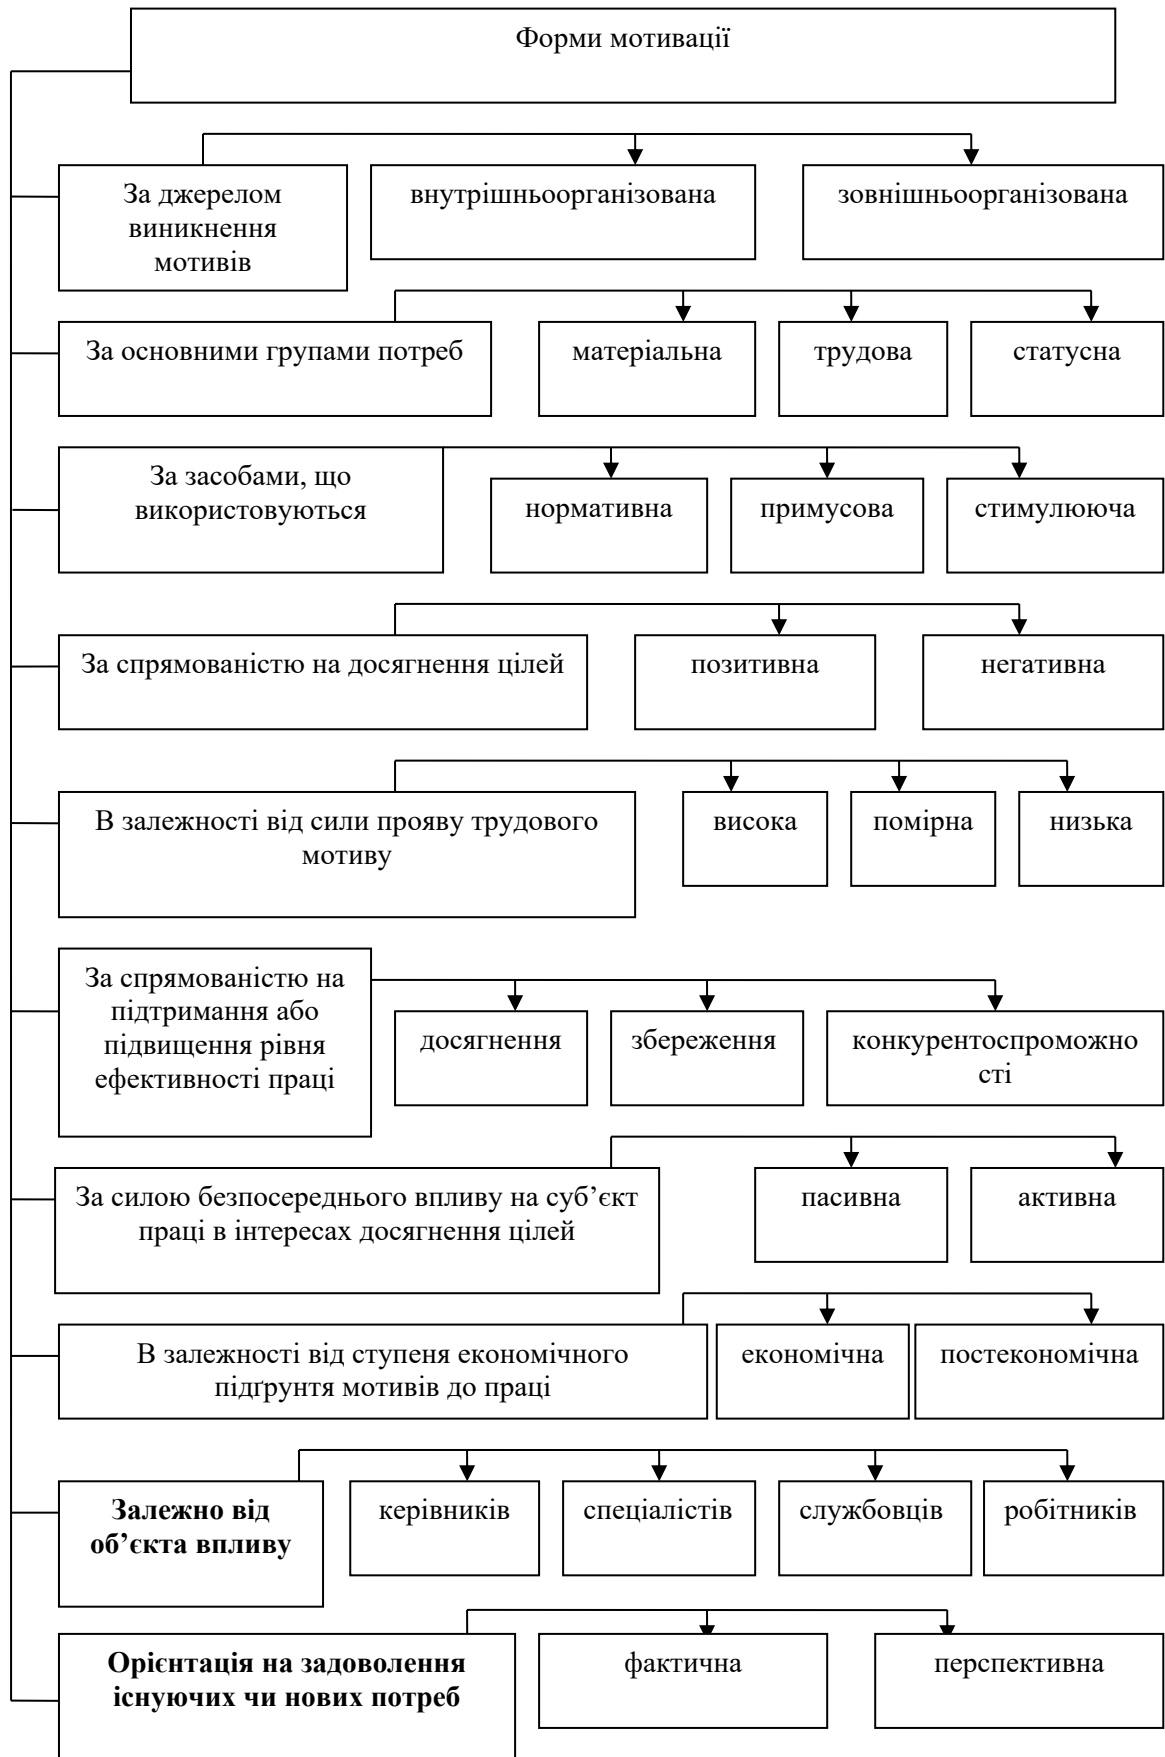 Форми мотивації
За джерелом
виникнення
мотивів
внутрішньоорганізована
зовнішньоорганізована
За основними групами потреб
матеріальна
трудова
статусна
За засобами, що
використовуються
нормативна
примусова
стимулююча
За спрямованістю на досягнення цілей
позитивна
негативна
В залежності від сили прояву трудового
мотиву
висока
помірна
низька
За спрямованістю на
підтримання або
підвищення рівня
ефективності праці
досягнення
збереження
конкурентоспроможно
сті
За силою безпосереднього впливу на суб’єкт
праці в інтересах досягнення цілей
пасивна
активна
В залежності від ступеня економічного
підґрунтя мотивів до праці
економічна
постекономічна
Залежно від
об’єкта впливу
керівників
спеціалістів
службовців
робітників
Орієнтація на задоволення
існуючих чи нових потреб
фактична
перспективна